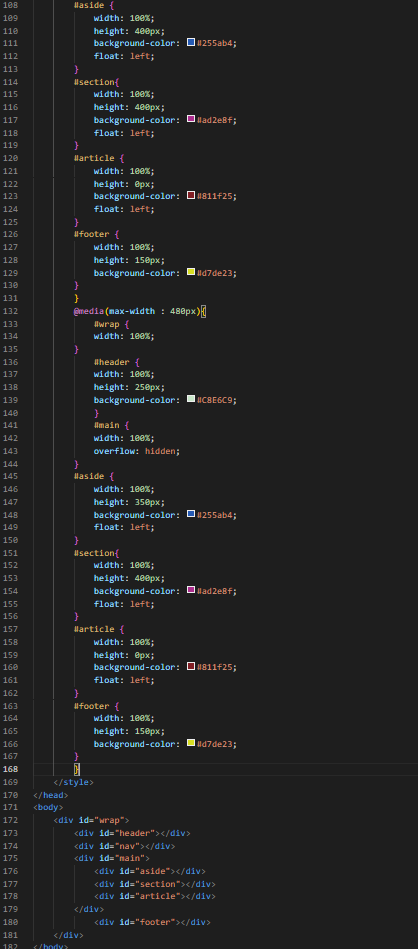 108 #aside {
109 width: 100%;
110 height: 400px;
111 background-color: #255ab4;
112 float: left;
113 }
114 #section{
115 width: 100%;
116 height: 400px;
117 background-color: #ad2e8f;
118 float: left;
119 }
120 #article {
121 width: 100%;
122 height: 0px;
123 background-color: #811f25;
124 float: left;
125 }
126 #footer {
127 width: 100%;
128 height: 150px;
129 background-color: #d7de23;
130 }
131 }
132 @media(max-width : 480px){
133 #wrap {
134 width: 100%;
135 }
136 #header {
137 width: 100%;
138 height: 250px;
139 background-color: #C8E6C9;
140 }
141 #main {
142 width: 100%;
143 overflow: hidden;
144 }
145 #aside {
146 width: 100%;
147 height: 350px;
148 background-color: #255ab4;
149 float: left;
150 }
151 #section{
152 width: 100%;
153 height: 400px;
154 background-color: #ad2e8f;
155 float: left;
156 }
157 #article {
158 width: 100%;
159 height: 0px;
160 background-color: #811f25;
161 float: left;
162 }
163 #footer {
164 width: 100%;
165 height: 150px;
166 background-color: #d7de23;
167 }
168 }
169 </style>
170 </head>
171 <body>
172 <div id="wrap">
173 <div id="header"></div>
174 <div id="nav"></div>
175 <div id="main">
176 <div id="aside"></div>
177 <div id="section"></div>
178 <div id="article"></div>
179 </div>
180 <div id="footer"></div>
181 </div>
182 </body>